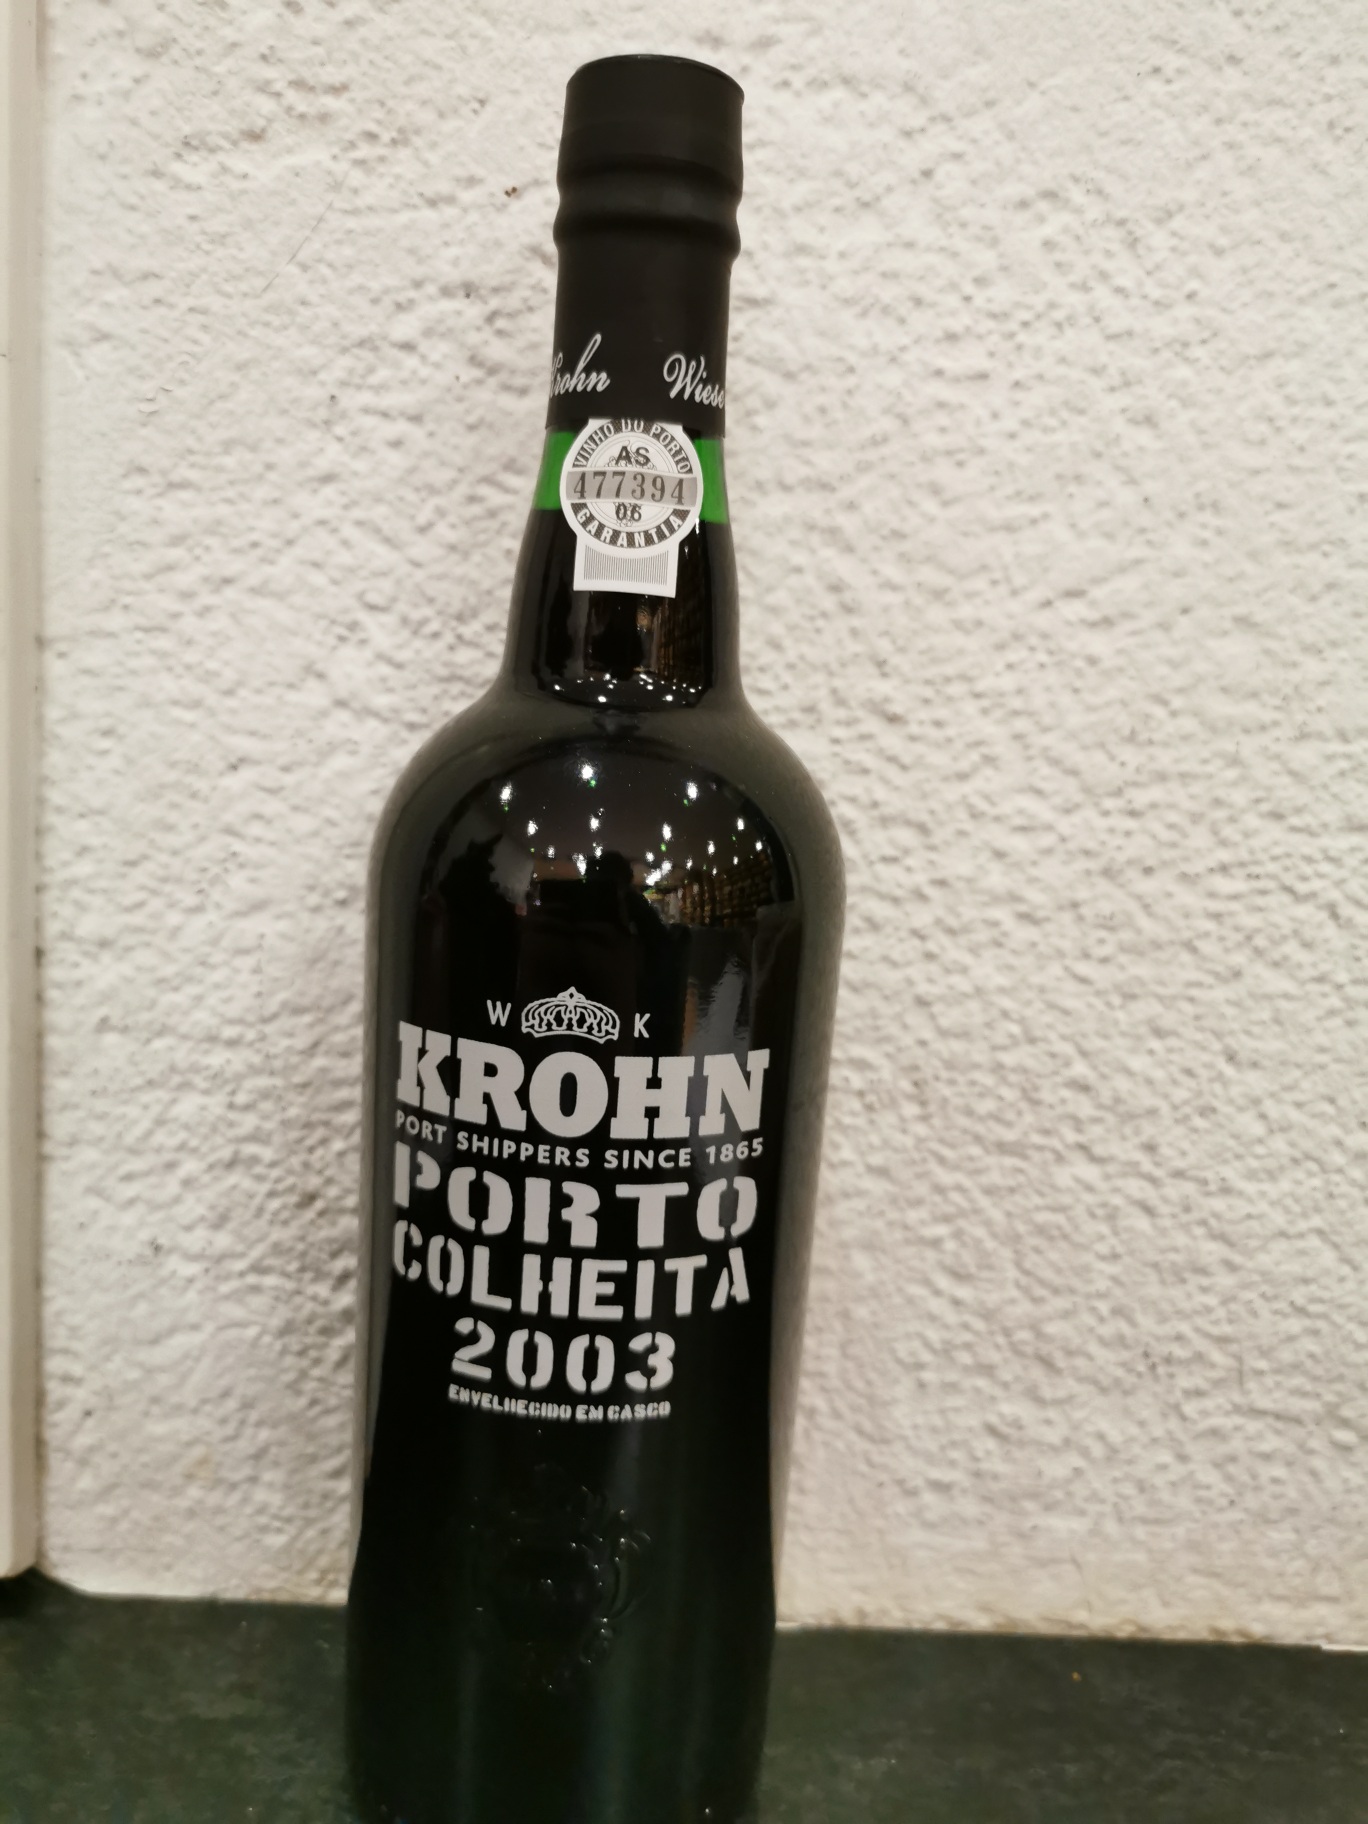 Krohn Wiese
VINHO DO PORTO
AS
477394
06
GARANTIA
W K
KROHN
PORT SHIPPERS SINCE 1865
PORTO
COLHEITA
2003
ENVELHECIDO EM CASCO